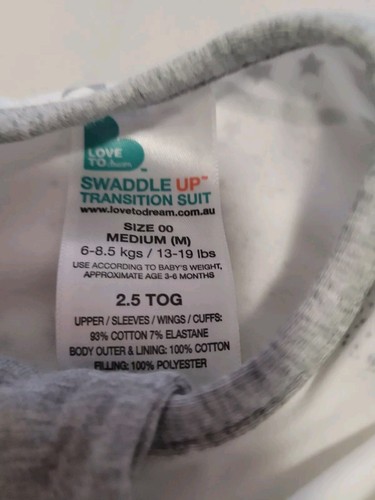 LOVE
TO dream™
SWADDLE UP™
TRANSITION SUIT
www.lovetodream.com.au
SIZE 00
MEDIUM (M)
6-8.5 kgs / 13-19 lbs
USE ACCORDING TO BABY'S WEIGHT,
APPROXIMATE AGE 3-6 MONTHS
2.5 TOG
UPPER / SLEEVES / WINGS / CUFFS:
93% COTTON 7% ELASTANE
BODY OUTER & LINING: 100% COTTON
FILLING: 100% POLYESTER